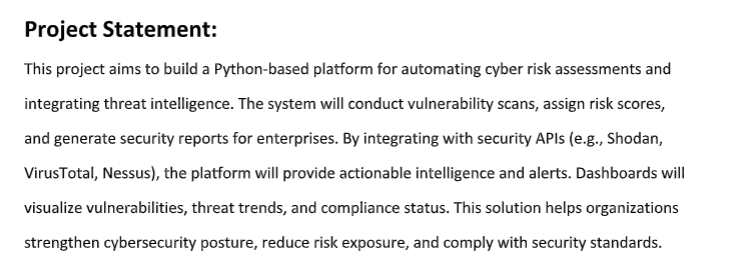 Project Statement:
This project aims to build a Python-based platform for automating cyber risk assessments and
integrating threat intelligence. The system will conduct vulnerability scans, assign risk scores,
and generate security reports for enterprises. By integrating with security APIs (e.g., Shodan,
VirusTotal, Nessus), the platform will provide actionable intelligence and alerts. Dashboards will
visualize vulnerabilities, threat trends, and compliance status. This solution helps organizations
strengthen cybersecurity posture, reduce risk exposure, and comply with security standards.